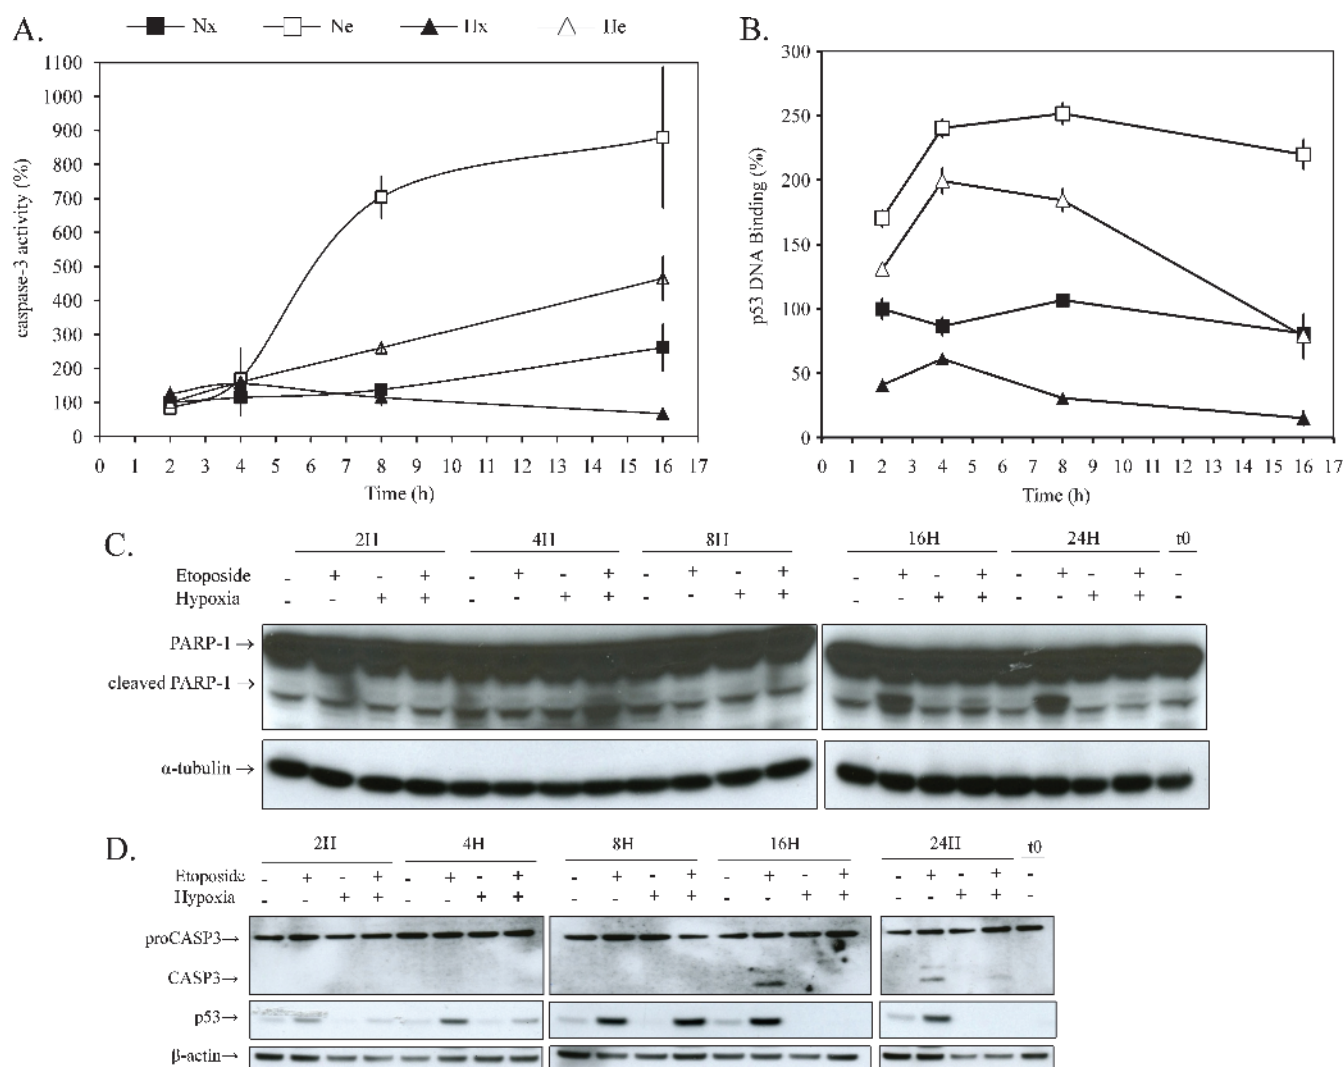 A.
Nx Ne Hx He
1100
1000
900
800
700
600
500
400
300
200
100
0
caspase-3 activity (%)
0 1 2 3 4 5 6 7 8 9 10 11 12 13 14 15 16 17
Time (h)
B.
300
250
200
150
100
50
0
p53 DNA Binding (%)
0 1 2 3 4 5 6 7 8 9 10 11 12 13 14 15 16 17
Time (h)
C.
2H 4H 8H 16H 24H t0
Etoposide - + - + - + - + - + - + - + - + - + - + -
Hypoxia - - + + - - + + - - + + - - + + - - + + -
PARP-1 →
cleaved PARP-1 →
α-tubulin →
D.
2H 4H 8H 16H 24H t0
Etoposide - + - + - + - + - + - + - + - + - + - + -
Hypoxia - - + + - - + + - - + + - - + + - - + + -
proCASP3→
CASP3→
p53→
β-actin→